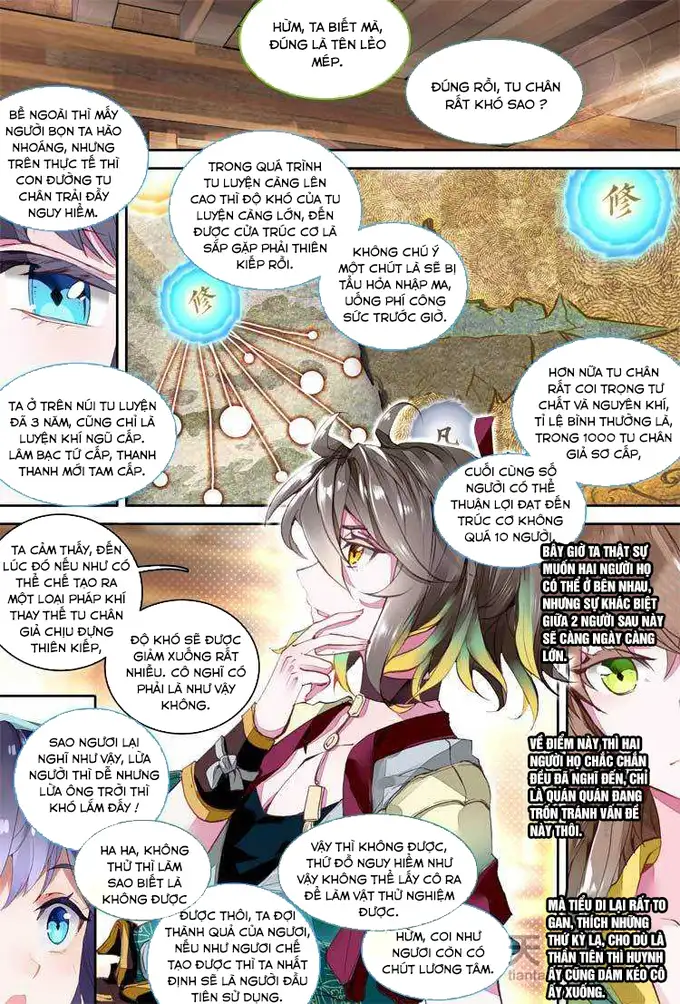 HỪM, TA BIẾT MÀ,
ĐÚNG LÀ TÊN LẺO
MÉP.
ĐÚNG RỒI, TU CHÂN
RẤT KHÓ SAO ?
BỀ NGOÀI THÌ MẤY
NGƯỜI BỌN TA HÀO
NHOÁNG, NHƯNG
TRÊN THỰC TẾ THÌ
CON ĐƯỜNG TU
CHÂN TRẢI ĐẦY
NGUY HIỂM.
TRONG QUÁ TRÌNH
TU LUYỆN CÀNG LÊN
CAO THÌ ĐỘ KHÓ CỦA TU
LUYỆN CÀNG LỚN, ĐẾN
ĐƯỢC CỬA TRÚC CƠ LÀ
SẮP GẶP PHẢI THIÊN
KIẾP RỒI.
修
KHÔNG CHÚ Ý
MỘT CHÚT LÀ SẼ BỊ
TẨU HỎA NHẬP MA,
UỔNG PHÍ CÔNG
SỨC TRƯỚC GIỜ.
修
TA Ở TRÊN NÚI TU LUYỆN
ĐÃ 3 NĂM, CŨNG CHỈ LÀ
LUYỆN KHÍ NGŨ CẤP.
LÂM BẠC TỨ CẤP, THANH
THANH MỚI TAM CẤP.
HƠN NỮA TU CHÂN
RẤT COI TRỌNG TƯ
CHẤT VÀ NGUYÊN KHÍ,
TỈ LỆ BÌNH THƯỜNG LÀ,
TRONG 1000 TU CHÂN
GIẢ SƠ CẤP,
凡
CUỐI CÙNG SỐ
NGƯỜI CÓ THỂ
THUẬN LỢI ĐẠT ĐẾN
TRÚC CƠ KHÔNG
QUÁ 10 NGƯỜI.
TA CẢM THẤY, ĐẾN
LÚC ĐÓ NẾU NHƯ CÓ
THỂ CHẾ TẠO RA
MỘT LOẠI PHÁP KHÍ
THAY THẾ TU CHÂN
GIẢ CHỊU ĐỰNG
THIÊN KIẾP,
ĐỘ KHÓ SẼ ĐƯỢC
GIẢM XUỐNG RẤT
NHIỀU. CÔ NGHĨ CÓ
PHẢI LÀ NHƯ VẬY
KHÔNG.
BÂY GIỜ TA THẬT SỰ
MUỐN HAI NGƯỜI HỌ
CÓ THỂ Ở BÊN NHAU,
NHƯNG SỰ KHÁC BIỆT
GIỮA 2 NGƯỜI SAU NÀY
SẼ CÀNG NGÀY CÀNG
LỚN.
SAO NGƯƠI LẠI
NGHĨ NHƯ VẬY, LỪA
NGƯỜI THÌ DỄ NHƯNG
LỪA ÔNG TRỜI THÌ
KHÓ LẮM ĐẤY !
VỀ ĐIỂM NÀY THÌ HAI
NGƯỜI HỌ CHẮC CHẮN
ĐỀU ĐÃ NGHĨ ĐẾN, CHỈ
LÀ QUÁN QUÁN ĐANG
TRỐN TRÁNH VẤN ĐỀ
NÀY THÔI.
HA HA, KHÔNG
THỬ THÌ LÀM
SAO BIẾT LÀ
KHÔNG ĐƯỢC
VẬY THÌ KHÔNG ĐƯỢC,
THỨ ĐỒ NGUY HIỂM NHƯ
VẬY KHÔNG THỂ LẤY CÔ RA
ĐỂ LÀM VẬT THỬ NGHIỆM
ĐƯỢC.
ĐƯỢC THÔI, TA ĐỢI
THÀNH QUẢ CỦA NGƯƠI,
NẾU NHƯ NGƯƠI CHẾ
TẠO ĐƯỢC THÌ TA NHẤT
ĐỊNH SẼ LÀ NGƯỜI ĐẦU
TIÊN SỬ DỤNG.
HỪM, COI NHƯ
NGƯƠI CÒN CÓ
CHÚT LƯƠNG TÂM.
MÀ TIỂU DI LẠI RẤT TO
GAN, THÍCH NHỮNG
THỨ KỲ LẠ, CHO DÙ LÀ
THẦN TIÊN THÌ HUYNH
ẤY CŨNG DÁM KÉO CÔ
ẤY XUỐNG.